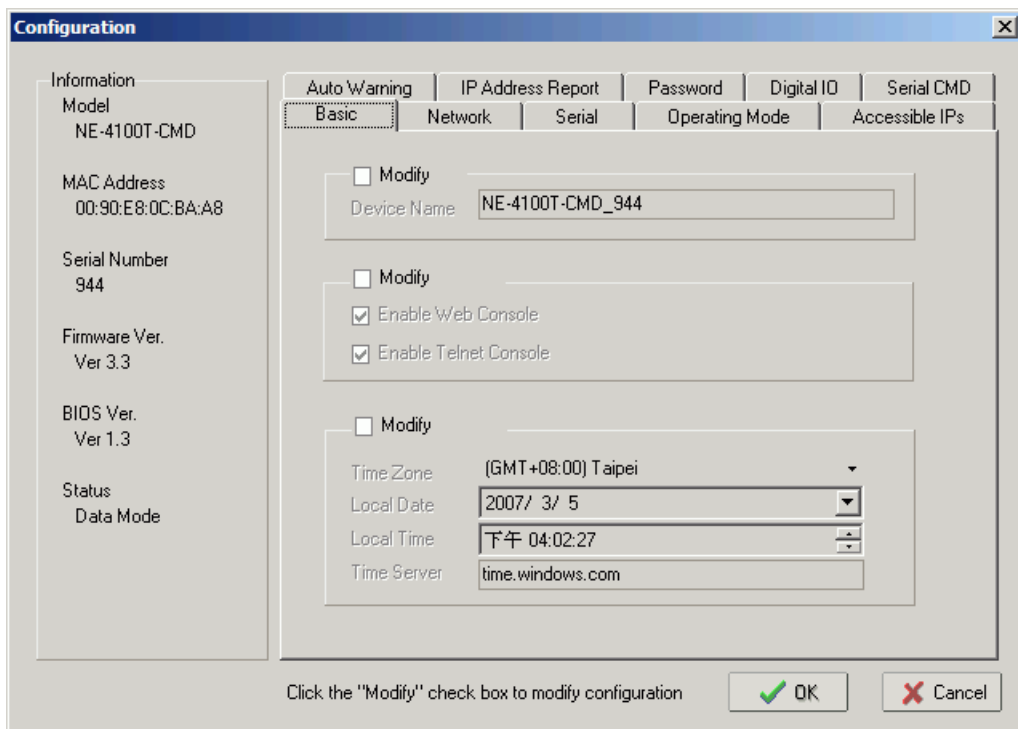 Configuration
Information
Model
NE-4100T-CMD
MAC Address
00:90:E8:0C:BA:A8
Serial Number
944
Firmware Ver.
Ver 3.3
BIOS Ver.
Ver 1.3
Status
Data Mode
Auto Warning
IP Address Report
Password
Digital IO
Serial CMD
Basic
Network
Serial
Operating Mode
Accessible IPs
Modify
Device Name NE-4100T-CMD_944
Modify
Enable Web Console
Enable Telnet Console
Modify
Time Zone (GMT+08:00) Taipei
Local Date 2007/ 3/ 5
Local Time 下午 04:02:27
Time Server time.windows.com
Click the "Modify" check box to modify configuration
OK
Cancel